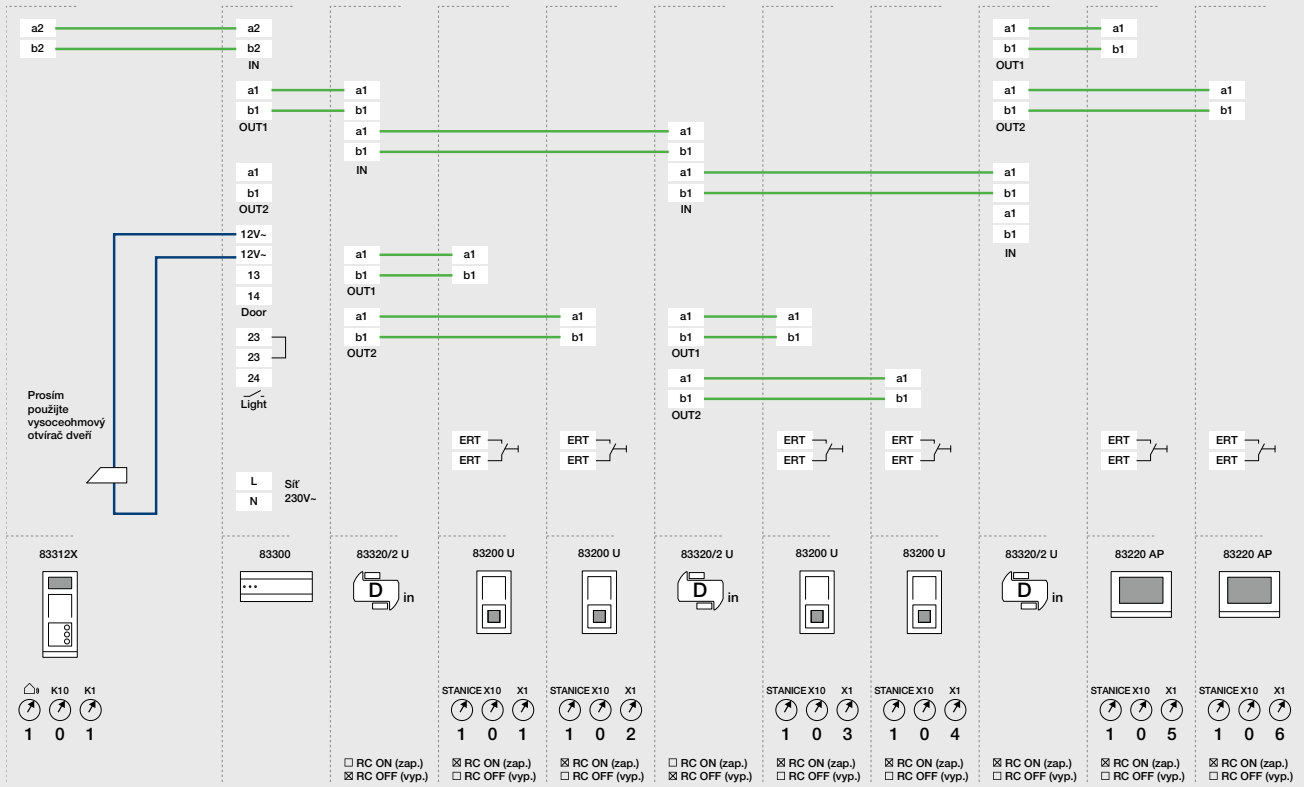 a2 a2 a1 a1
b2 b2 b1 b1
IN OUT1
a1 a1 a1 a1
b1 b1 b1 b1
OUT1 OUT2
a1 a1
b1 b1
IN
a1 a1 a1
b1 b1 b1
OUT2 IN
a1
b1
IN
12V~
12V~ a1 a1
13 b1 b1
OUT1
14
Door
a1 a1 a1 a1
23 b1 b1 b1 b1
OUT2 OUT1
23
24 a1 a1
Light b1 b1
OUT2
Prosím
použijte
vysoceohmový
otvírač dveří
ERT ERT ERT ERT ERT ERT
ERT ERT ERT ERT ERT ERT
L Síť
N 230V~
83312X 83300 83320/2 U 83200 U 83200 U 83320/2 U 83200 U 83200 U 83320/2 U 83220 AP 83220 AP
D in D in D in
K10 K1 STANICE X10 X1 STANICE X10 X1 STANICE X10 X1 STANICE X10 X1 STANICE X10 X1 STANICE X10 X1
1 0 1 1 0 1 1 0 2 1 0 3 1 0 4 1 0 5 1 0 6
☐ RC ON (zap.) ☒ RC ON (zap.) ☒ RC ON (zap.) ☐ RC ON (zap.) ☒ RC ON (zap.) ☒ RC ON (zap.) ☒ RC ON (zap.) ☒ RC ON (zap.) ☒ RC ON (zap.)
☒ RC OFF (vyp.) ☐ RC OFF (vyp.) ☐ RC OFF (vyp.) ☒ RC OFF (vyp.) ☐ RC OFF (vyp.) ☐ RC OFF (vyp.) ☐ RC OFF (vyp.) ☐ RC OFF (vyp.) ☐ RC OFF (vyp.)